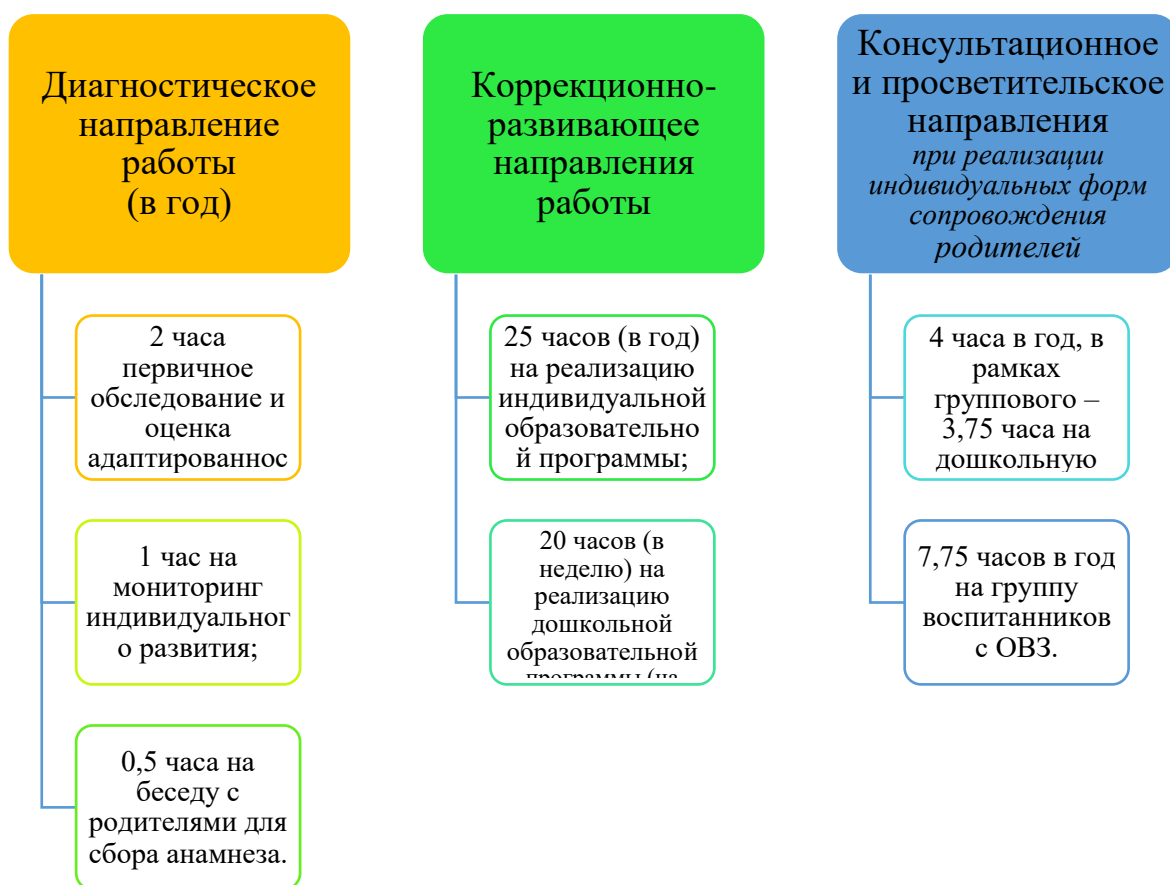 Диагностическое
направление
работы
(в год)
2 часа
первичное
обследование и
оценка
адаптированнос
1 час на
мониторинг
индивидуальног
о развития;
0,5 часа на
беседу с
родителями для
сбора анамнеза.
Коррекционно-
развивающее
направления
работы
25 часов (в год)
на реализацию
индивидуальной
образовательно
й программы;
20 часов (в
неделю) на
реализацию
дошкольной
образовательной
программы (на
Консультационное
и просветительское
направления
при реализации
индивидуальных форм
сопровождения
родителей
4 часа в год, в
рамках
группового –
3,75 часа на
дошкольную
7,75 часов в год
на группу
воспитанников
с ОВЗ.